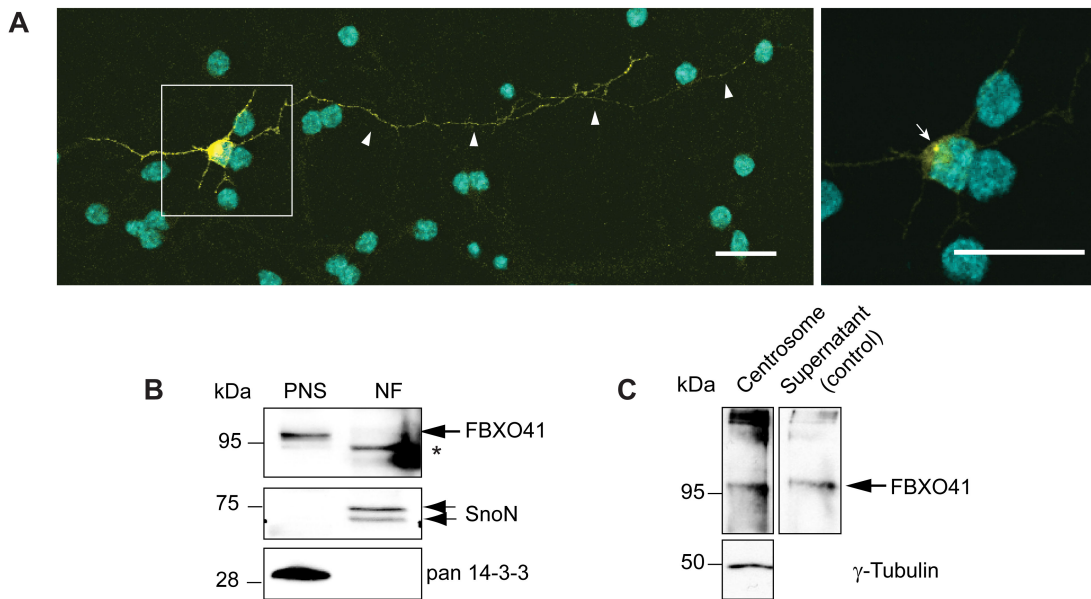 A
B
kDa
PNS
NF
95
FBXO41
*
75
SnoN
28
pan 14-3-3
C
kDa
Centrosome
Supernatant
(control)
95
FBXO41
50
γ-Tubulin